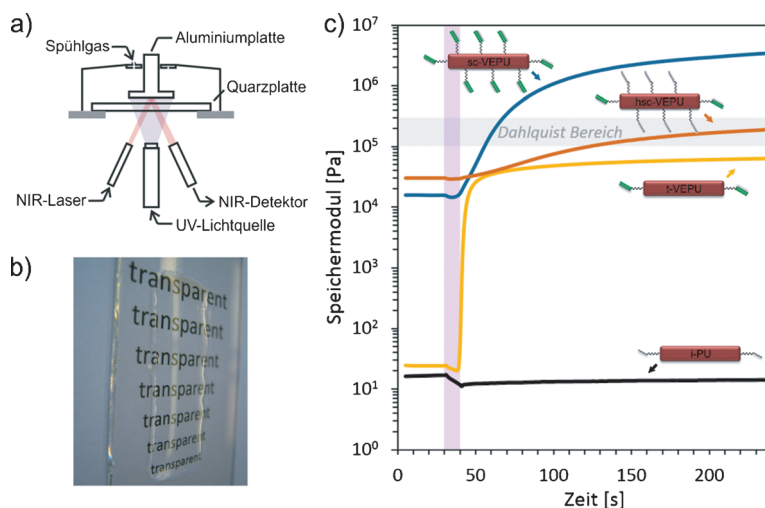 a)
Spühlgas
Aluminiumplatte
Quarzplatte
NIR-Laser
NIR-Detektor
UV-Lichtquelle
b)
transparent
transparent
transparent
transparent
transparent
transparent
transparent
c)
Speichermodul [Pa]
10⁷
10⁶
10⁵
10⁴
10³
10²
10¹
10⁰
sc-VEPU
hsc-VEPU
Dahlquist Bereich
t-VEPU
i-PU
0
50
100
150
200
Zeit [s]